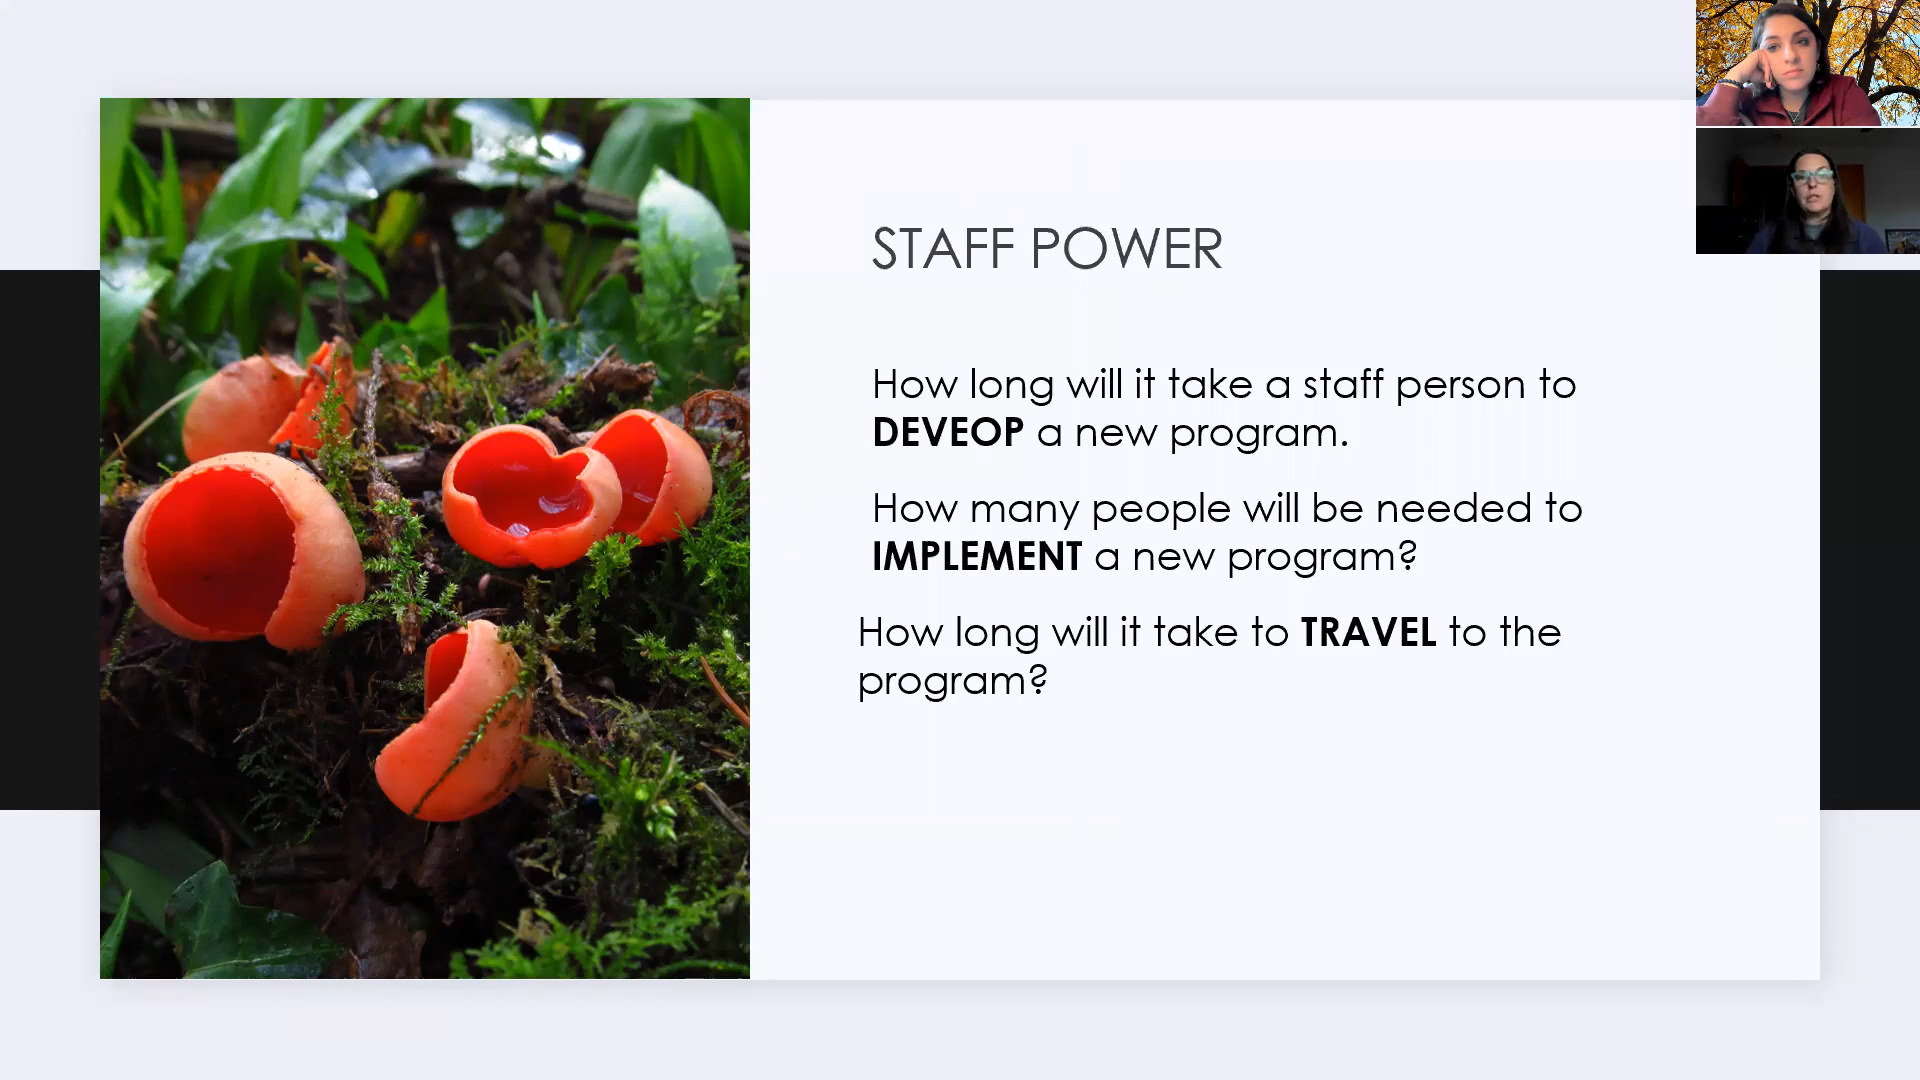 STAFF POWER
How long will it take a staff person to
DEVEOP a new program.
How many people will be needed to
IMPLEMENT a new program?
How long will it take to TRAVEL to the
program?